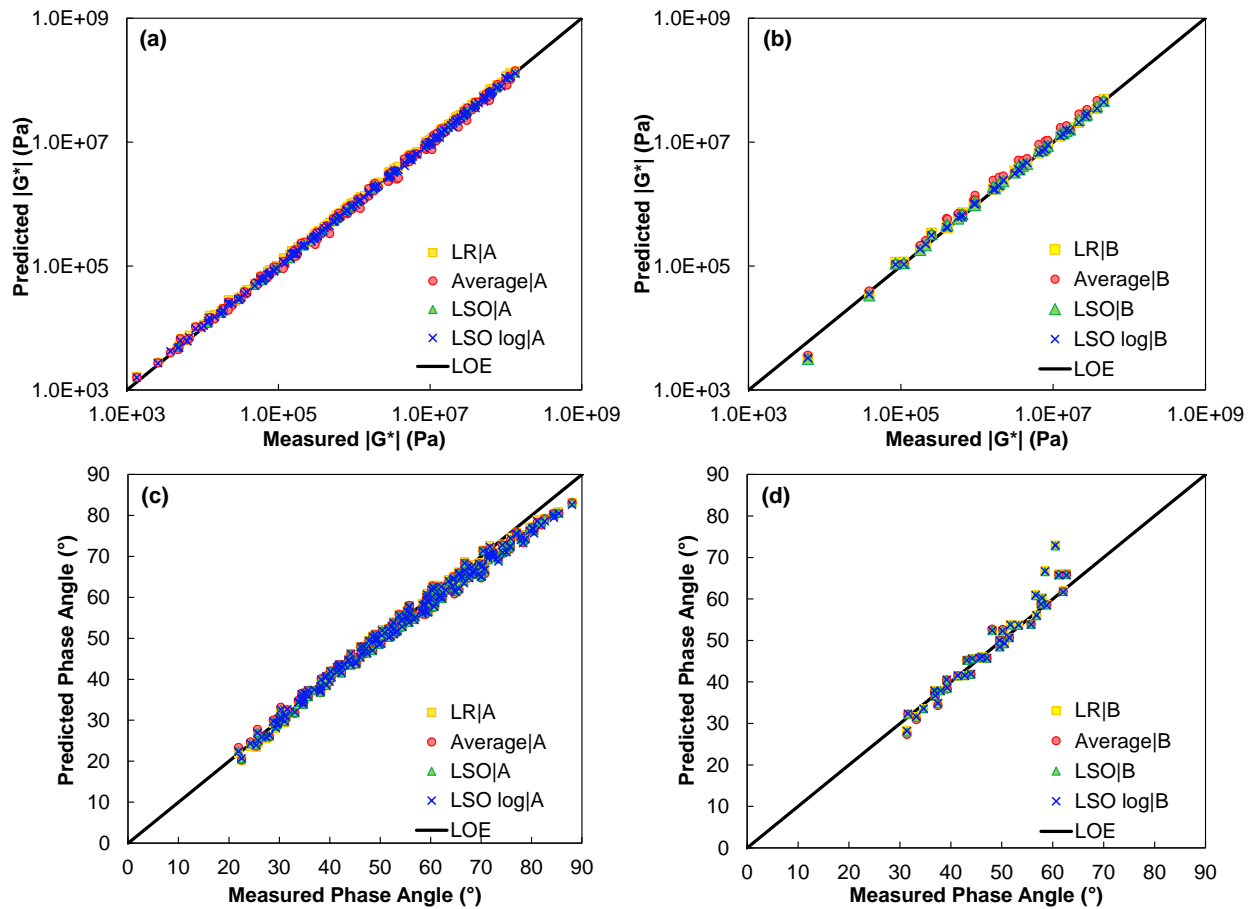 (a)
1.0E+09
1.0E+07
1.0E+05
1.0E+03
Predicted |G*| (Pa)
LR|A
Average|A
LSO|A
LSO log|A
LOE
1.0E+03 1.0E+05 1.0E+07 1.0E+09
Measured |G*| (Pa)
(b)
1.0E+09
1.0E+07
1.0E+05
1.0E+03
Predicted |G*| (Pa)
LR|B
Average|B
LSO|B
LSO log|B
LOE
1.0E+03 1.0E+05 1.0E+07 1.0E+09
Measured |G*| (Pa)
(c)
90
80
70
60
50
40
30
20
10
0
Predicted Phase Angle (°)
LR|A
Average|A
LSO|A
LSO log|A
LOE
0 10 20 30 40 50 60 70 80 90
Measured Phase Angle (°)
(d)
90
80
70
60
50
40
30
20
10
0
Predicted Phase Angle (°)
LR|B
Average|B
LSO|B
LSO log|B
LOE
0 10 20 30 40 50 60 70 80 90
Measured Phase Angle (°)